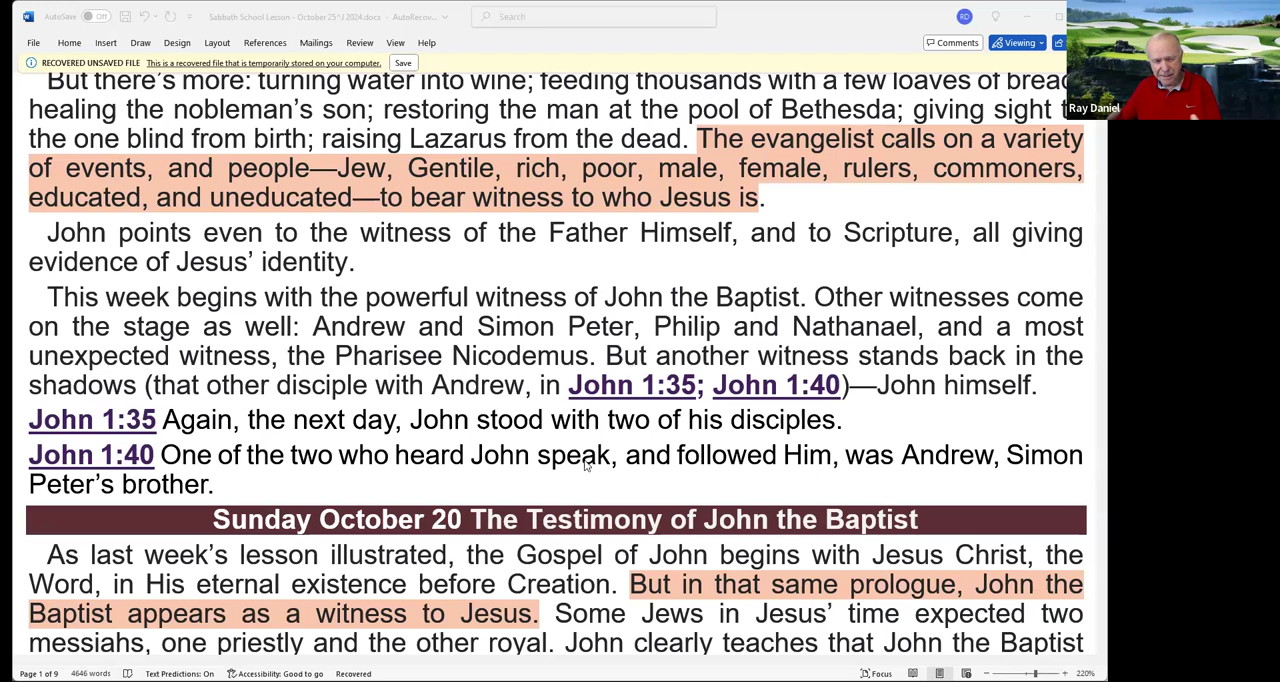 AutoSave Off Sabbath School Lesson - October 25^J 2024.docx - AutoRecov... Search RD
File Home Insert Draw Design Layout References Mailings Review View Help Comments Viewing
RECOVERED UNSAVED FILE This is a recovered file that is temporarily stored on your computer. Save
Ray Daniel
But there's more: turning water into wine; feeding thousands with a few loaves of bread
healing the nobleman's son; restoring the man at the pool of Bethesda; giving sight
the one blind from birth; raising Lazarus from the dead. The evangelist calls on a variety
of events, and people—Jew, Gentile, rich, poor, male, female, rulers, commoners,
educated, and uneducated—to bear witness to who Jesus is.
John points even to the witness of the Father Himself, and to Scripture, all giving
evidence of Jesus' identity.
This week begins with the powerful witness of John the Baptist. Other witnesses come
on the stage as well: Andrew and Simon Peter, Philip and Nathanael, and a most
unexpected witness, the Pharisee Nicodemus. But another witness stands back in the
shadows (that other disciple with Andrew, in John 1:35; John 1:40)—John himself.
John 1:35 Again, the next day, John stood with two of his disciples.
John 1:40 One of the two who heard John speak, and followed Him, was Andrew, Simon
Peter's brother.
Sunday October 20 The Testimony of John the Baptist
As last week's lesson illustrated, the Gospel of John begins with Jesus Christ, the
Word, in His eternal existence before Creation. But in that same prologue, John the
Baptist appears as a witness to Jesus. Some Jews in Jesus' time expected two
messiahs, one priestly and the other royal. John clearly teaches that John the Baptist
Page 1 of 9 4646 words Text Predictions: On Accessibility: Good to go Recovered Focus 220%